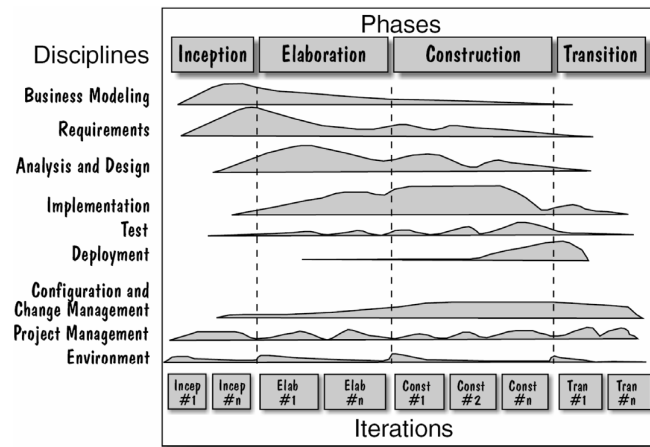 Phases
Disciplines
Inception
Elaboration
Construction
Transition
Business Modeling
Requirements
Analysis and Design
Implementation
Test
Deployment
Configuration and
Change Management
Project Management
Environment
Incep
#1
Incep
#n
Elab
#1
Elab
#n
Const
#1
Const
#2
Const
#n
Tran
#1
Tran
#n
Iterations